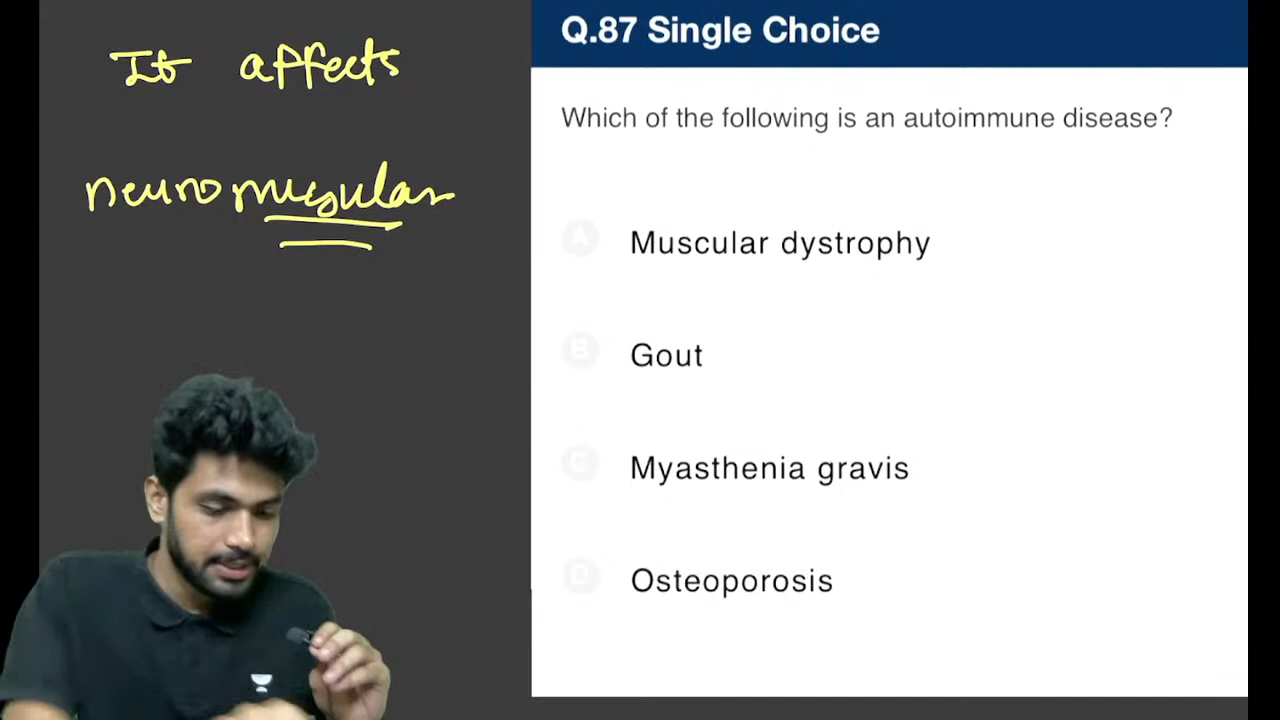 It affects
neuromusular
Q.87 Single Choice
Which of the following is an autoimmune disease?
A Muscular dystrophy
B Gout
C Myasthenia gravis
D Osteoporosis